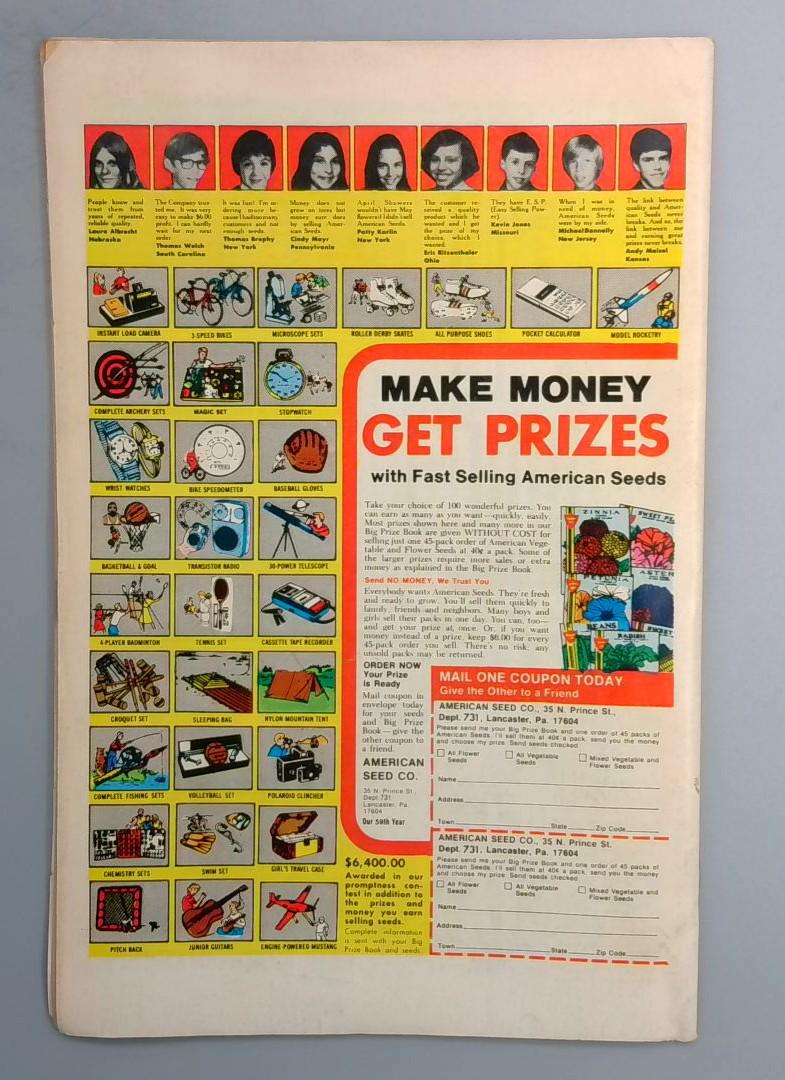 People know and
trust them from
years of repeated,
reliable quality.
Laura Albrecht
Nebraska
The Company trus-
ted me. It was very
easy to make $6.00
profit. I can hardly
wait for my next
order.
Thomas Walch
South Carolina
It was fun! I'm or-
dering more be-
cause I had so many
customers and not
enough seeds.
Thomas Brophy
New York
Money does not
grow on trees but
money sure does
by selling Ameri-
can Seeds.
Cindy Mayr
Pennsylvania
April Showers
wouldn't have May
flowers if I didn't sell
American Seeds.
Patty Karlin
New York
The customer re-
ceived a quality
product which he
wanted and I got
the prize of my
choice, which I
wanted.
Eric Ritzenthaler
Ohio
They have E.S.P.
(Easy Selling Pow-
er).
Kevin Jones
Missouri
When I was in
need of money,
American Seeds
were by my side.
Michael Donnelly
New Jersey
The link between
quality and Amer-
ican Seeds never
breaks. And so, the
link between me
and earning great
prizes never breaks.
Andy Maisel
Kansas
INSTANT LOAD CAMERA
3-SPEED BIKES
MICROSCOPE SETS
ROLLER DERBY SKATES
ALL PURPOSE SHOES
POCKET CALCULATOR
MODEL ROCKETRY
COMPLETE ARCHERY SETS
MAGIC SET
STOPWATCH
WRIST WATCHES
BIKE SPEEDOMETER
BASEBALL GLOVES
BASKETBALL & GOAL
TRANSISTOR RADIO
30-POWER TELESCOPE
4-PLAYER BADMINTON
TENNIS SET
CASSETTE TAPE RECORDER
CROQUET SET
SLEEPING BAG
NYLON MOUNTAIN TENT
COMPLETE FISHING SETS
VOLLEYBALL SET
POLAROID CLINCHER
CHEMISTRY SETS
SWIM SET
GIRL'S TRAVEL CASE
PITCH BACK
JUNIOR GUITARS
ENGINE-POWERED MUSTANG
MAKE MONEY
GET PRIZES
with Fast Selling American Seeds
Take your choice of 100 wonderful prizes. You
can earn as many as you want—quickly, easily.
Most prizes shown here and many more in our
Big Prize Book are given WITHOUT COST for
selling just one 45-pack order of American Vege-
table and Flower Seeds at 40¢ a pack. Some of
the larger prizes require more sales or extra
money as explained in the Big Prize Book.
Send NO MONEY, We Trust You
Everybody wants American Seeds. They're fresh
and ready to grow. You'll sell them quickly to
family, friends and neighbors. Many boys and
girls sell their packs in one day. You can, too—
and get your prize at once. Or, if you want
money instead of a prize, keep $6.00 for every
45-pack order you sell. There's no risk; any
unsold packs may be returned.
ZINNIA
SWEET PE
PETUNIA
ASTER
BEANS
RADISH
SWEET
ORDER NOW
Your Prize
is Ready
Mail coupon in
envelope today
for your seeds
and Big Prize
Book—give the
other coupon to
a friend.
AMERICAN
SEED CO.
35 N. Prince St.
Dept 731,
Lancaster, Pa.
17604
Our 59th Year
$6,400.00
Awarded in our
promptness con-
test in addition to
the prizes and
money you earn
selling seeds.
Complete information
is sent with your Big
Prize Book and seeds.
MAIL ONE COUPON TODAY
Give the Other to a Friend
AMERICAN SEED CO., 35 N. Prince St.,
Dept. 731, Lancaster, Pa. 17604
Please send me your Big Prize Book and one order of 45 packs of
American Seeds. I'll sell them at 40¢ a pack, send you the money
and choose my prize. Send seeds checked.
All Flower Seeds
All Vegetable Seeds
Mixed Vegetable and Flower Seeds
Name
Address
Town State Zip Code
AMERICAN SEED CO., 35 N. Prince St.
Dept. 731, Lancaster, Pa. 17604
Please send me your Big Prize Book and one order of 45 packs of
American Seeds. I'll sell them at 40¢ a pack, send you the money
and choose my prize. Send seeds checked.
All Flower Seeds
All Vegetable Seeds
Mixed Vegetable and Flower Seeds
Name
Address
Town State Zip Code